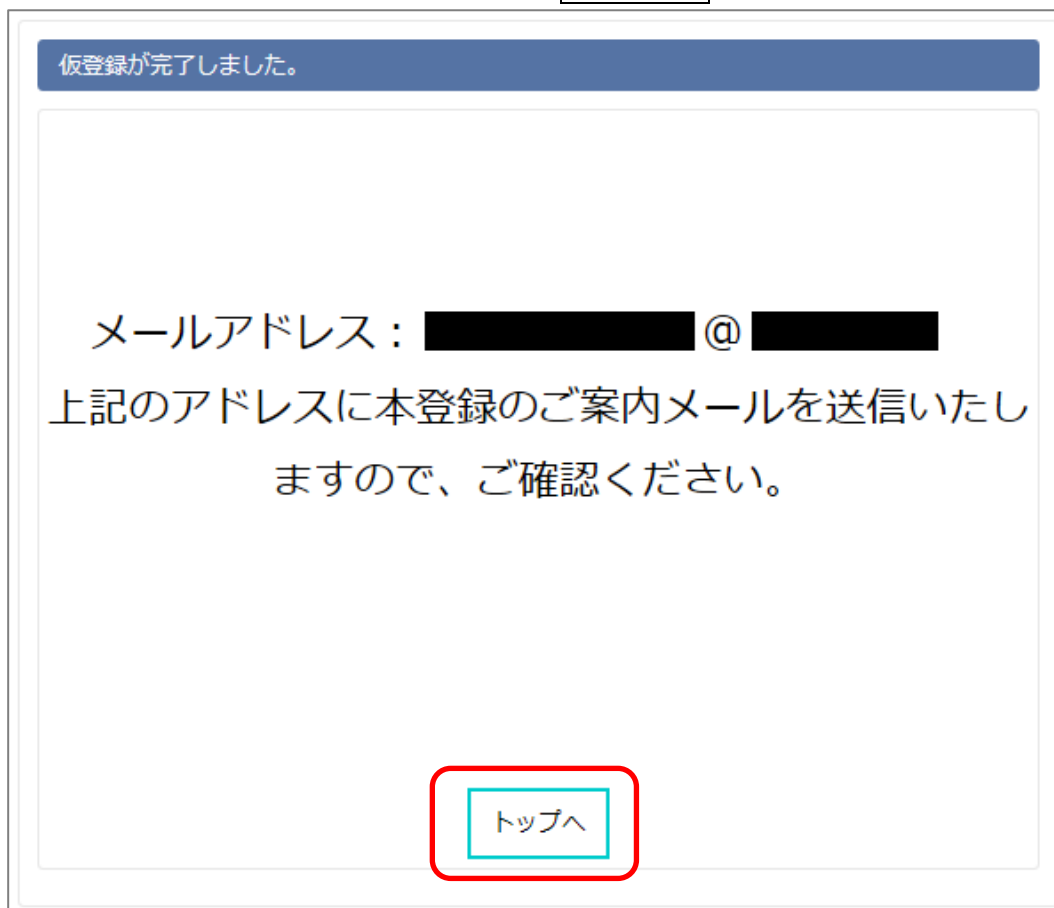 仮登録が完了しました。
メールアドレス： @
上記のアドレスに本登録のご案内メールを送信いたし
ますので、ご確認ください。
トップへ